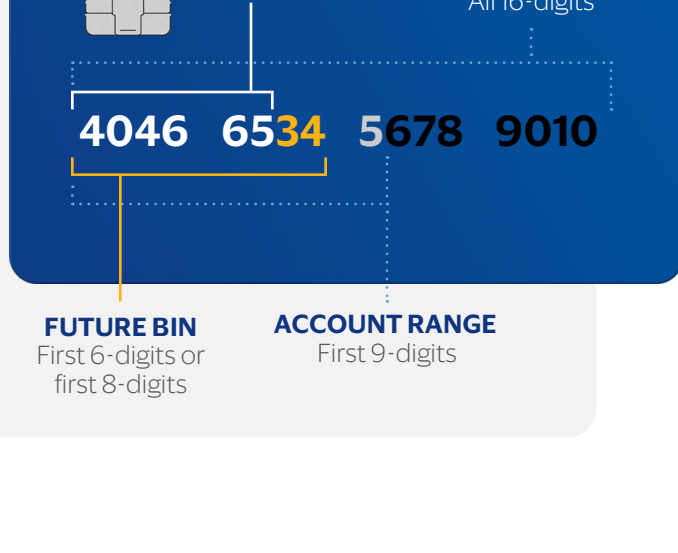 All 16-digits
4046 6534 5678 9010
FUTURE BIN
First 6-digits or
first 8-digits
ACCOUNT RANGE
First 9-digits